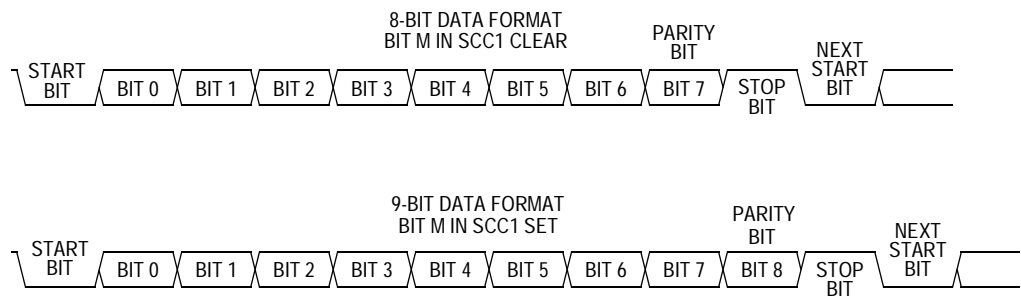 8-BIT DATA FORMAT
BIT M IN SCC1 CLEAR
PARITY
BIT
START
BIT
BIT 0
BIT 1
BIT 2
BIT 3
BIT 4
BIT 5
BIT 6
BIT 7
STOP
BIT
NEXT
START
BIT
9-BIT DATA FORMAT
BIT M IN SCC1 SET
PARITY
BIT
START
BIT
BIT 0
BIT 1
BIT 2
BIT 3
BIT 4
BIT 5
BIT 6
BIT 7
BIT 8
STOP
BIT
NEXT
START
BIT